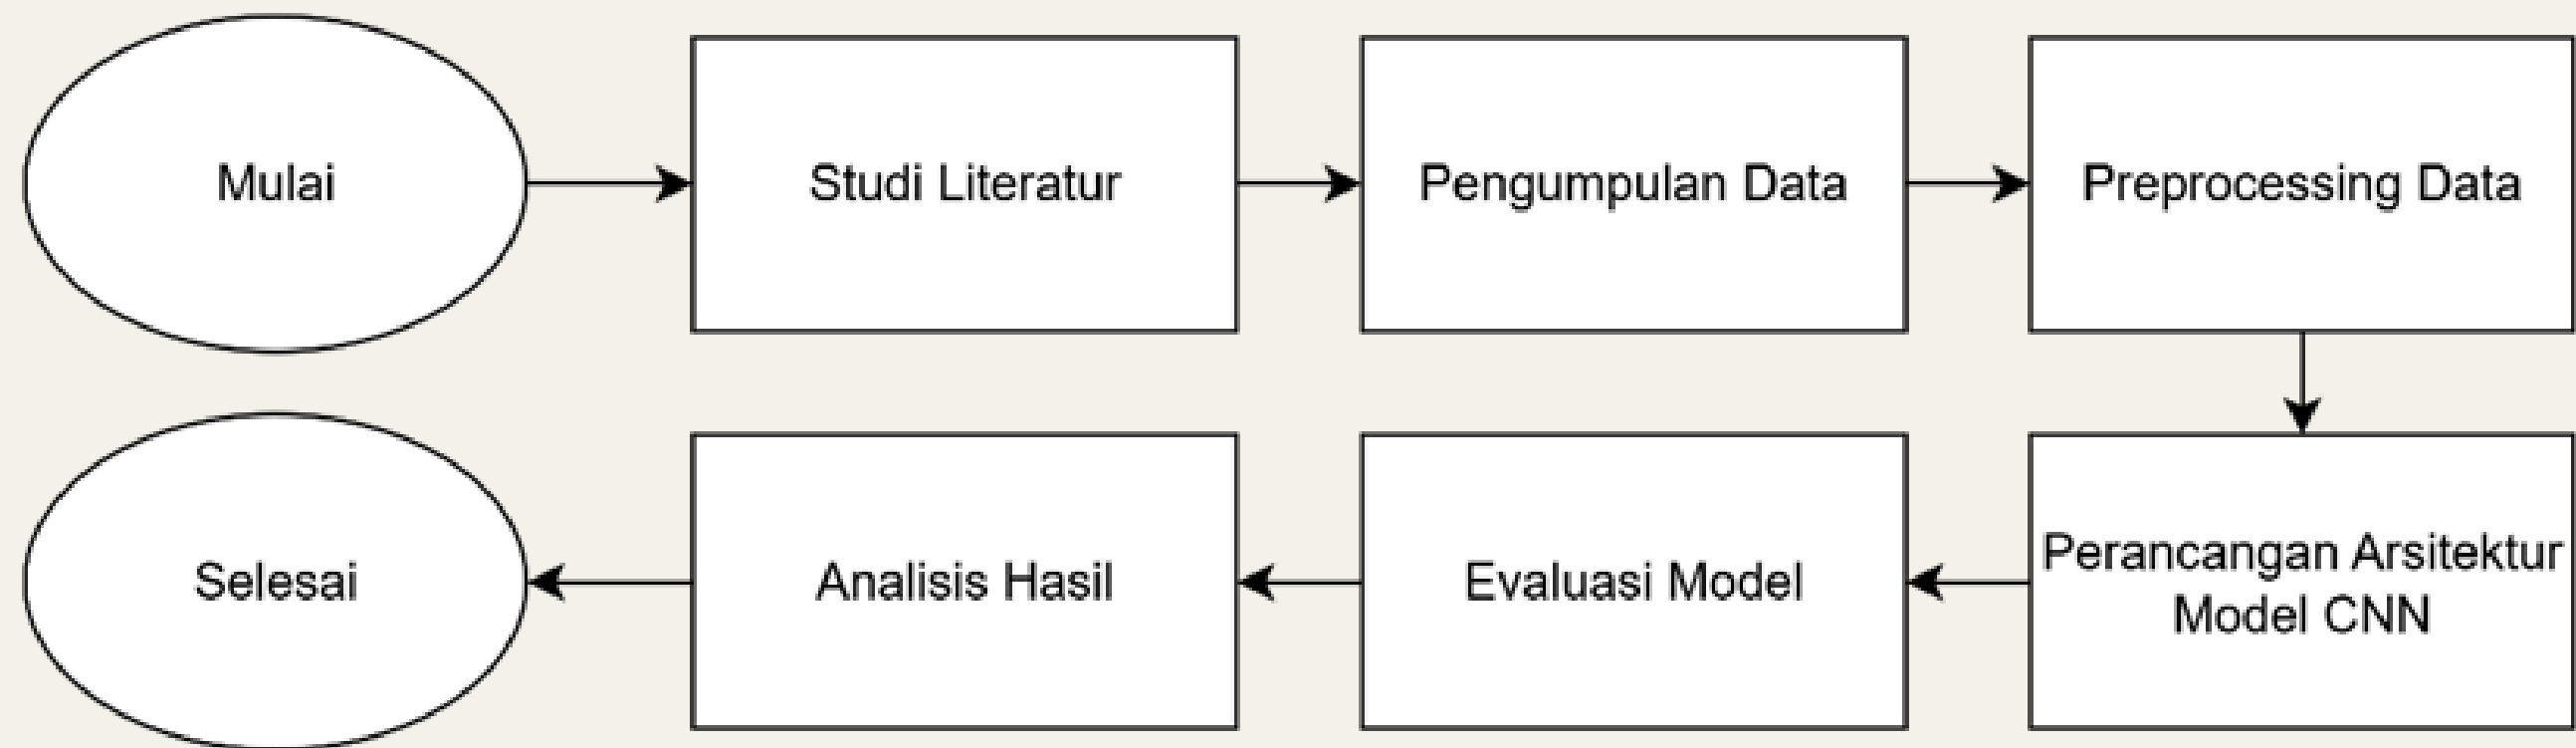 Mulai
Studi Literatur
Pengumpulan Data
Preprocessing Data
Perancangan Arsitektur
Model CNN
Evaluasi Model
Analisis Hasil
Selesai